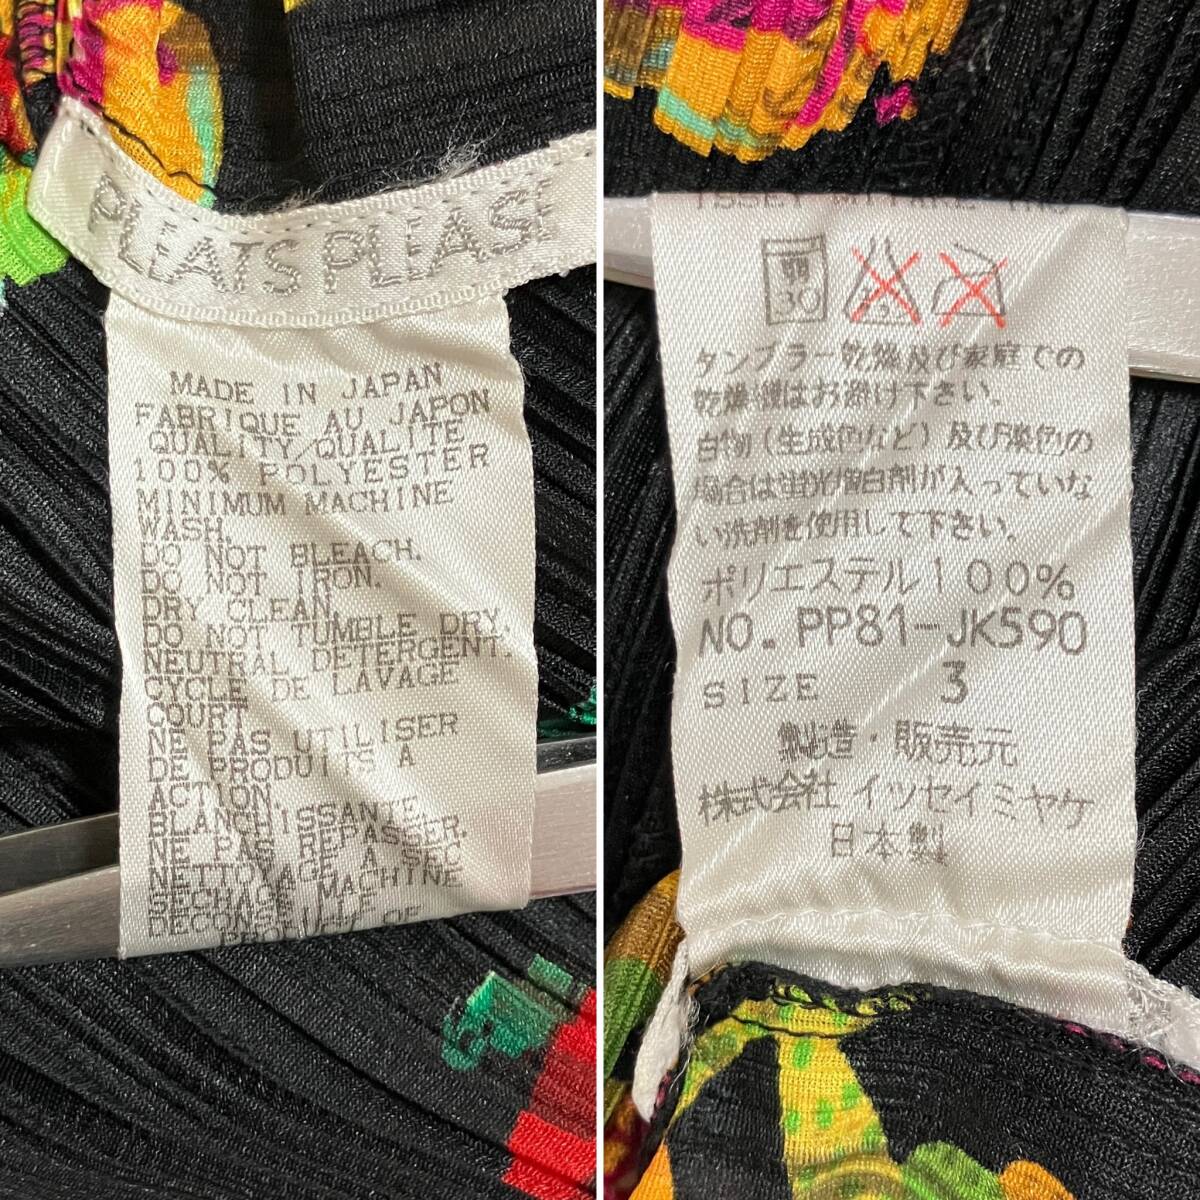 PLEATS PLEASE
MADE IN JAPAN
FABRIQUE AU JAPON
QUALITY/QUALITE
100% POLYESTER
MINIMUM MACHINE
WASH.
DO NOT BLEACH.
DO NOT IRON.
DRY CLEAN.
DO NOT TUMBLE DRY.
NEUTRAL DETERGENT.
CYCLE DE LAVAGE
COURT
NE PAS UTILISER
DE PRODUITS A
ACTION.
BLANCHISSANTE
NE PAS REPASSER.
NETTOYAGE A SEC
SECHAGE MACHINE
DECONS
PRODUCT OF
ISSEY MIYAKE INC
弱
30
タンブラー乾燥及び家庭での
乾燥機はお避け下さい。
白物(生成色など)及び淡色の
場合は蛍光増白剤が入っていな
い洗剤を使用して下さい。
ポリエステル100%
NO. PP81-JK590
SIZE 3
製造・販売元
株式会社 イッセイミヤケ
日本製